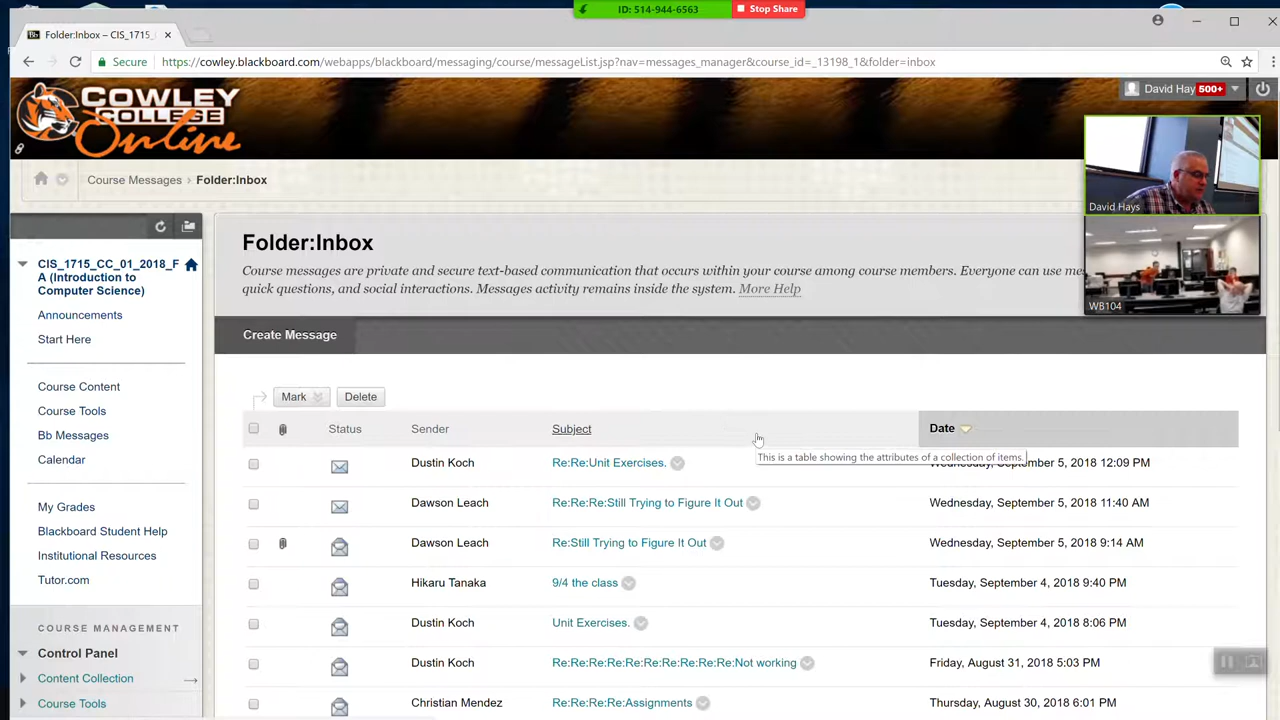 ID: 514-944-6563
Stop Share
Folder:Inbox – CIS_1715_
Secure
https://cowley.blackboard.com/webapps/blackboard/messaging/course/messageList.jsp?nav=messages_manager&course_id=_13198_1&folder=inbox
COWLEY
COLLEGE
Online
David Hay 500+
Course Messages
Folder:Inbox
David Hays
WB104
CIS_1715_CC_01_2018_F
A (Introduction to
Computer Science)
Announcements
Start Here
Course Content
Course Tools
Bb Messages
Calendar
My Grades
Blackboard Student Help
Institutional Resources
Tutor.com
COURSE MANAGEMENT
Control Panel
Content Collection
Course Tools
Folder:Inbox
Course messages are private and secure text-based communication that occurs within your course among course members. Everyone can use
quick questions, and social interactions. Messages activity remains inside the system. More Help
Create Message
Mark Delete
Status Sender Subject Date
This is a table showing the attributes of a collection of items.
Dustin Koch Re:Re:Unit Exercises. September 5, 2018 12:09 PM
Dawson Leach Re:Re:Re:Still Trying to Figure It Out Wednesday, September 5, 2018 11:40 AM
Dawson Leach Re:Still Trying to Figure It Out Wednesday, September 5, 2018 9:14 AM
Hikaru Tanaka 9/4 the class Tuesday, September 4, 2018 9:40 PM
Dustin Koch Unit Exercises. Tuesday, September 4, 2018 8:06 PM
Dustin Koch Re:Re:Re:Re:Re:Re:Re:Re:Re:Not working Friday, August 31, 2018 5:03 PM
Christian Mendez Re:Re:Re:Re:Assignments Thursday, August 30, 2018 6:01 PM